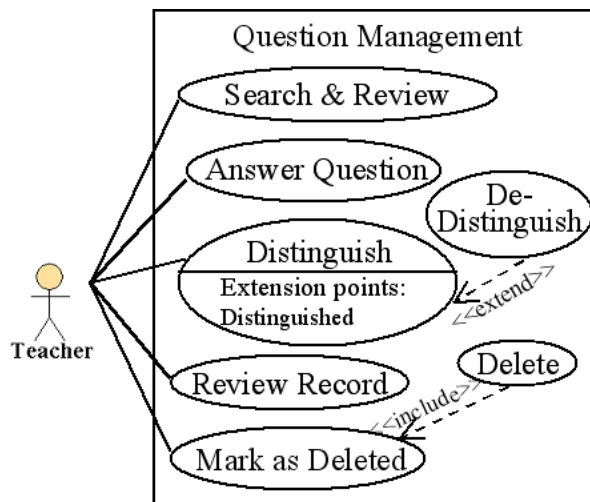 Question Management
Search & Review
Answer Question
De-
Distinguish
Distinguish
Extension points:
Distinguished
<<extend>>
Teacher
Review Record
Delete
<<include>>
Mark as Deleted